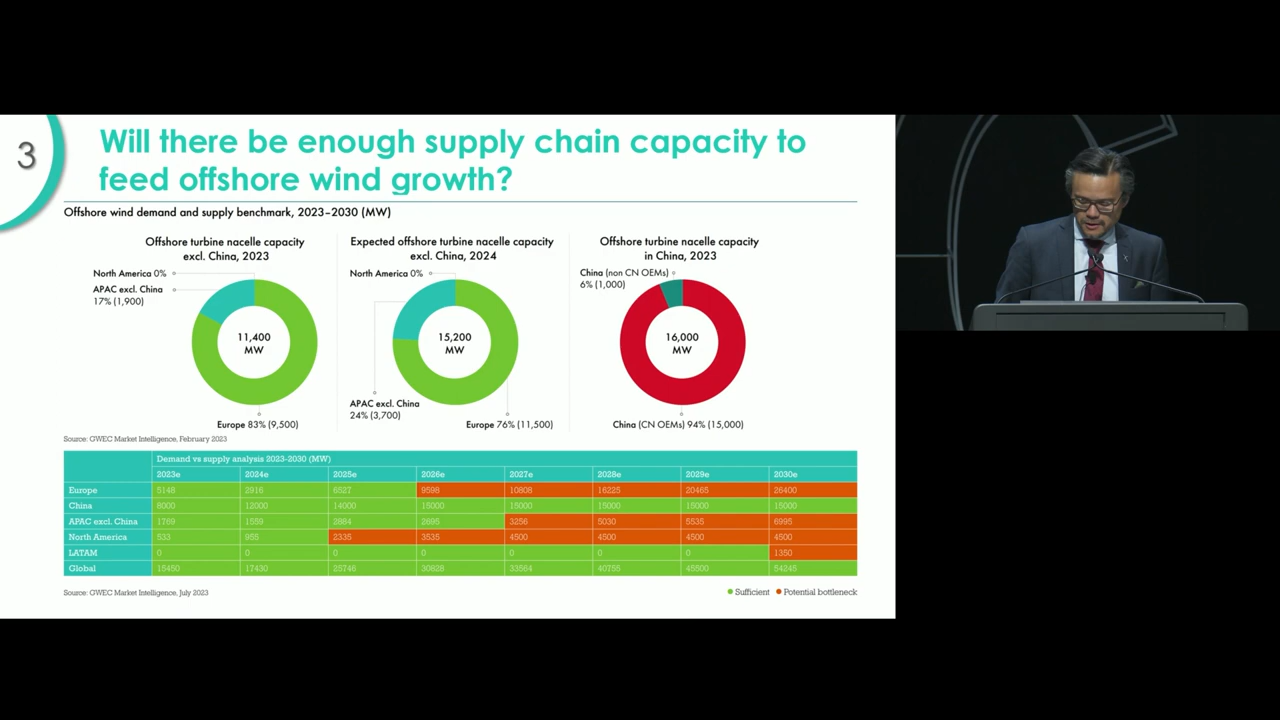 3
Will there be enough supply chain capacity to
feed offshore wind growth?
Offshore wind demand and supply benchmark, 2023–2030 (MW)
Offshore turbine nacelle capacity
excl. China, 2023
North America 0%
APAC excl. China
17% (1,900)
11,400
MW
Europe 83% (9,500)
Expected offshore turbine nacelle capacity
excl. China, 2024
North America 0%
15,200
MW
APAC excl. China
24% (3,700)
Europe 76% (11,500)
Offshore turbine nacelle capacity
in China, 2023
China (non CN OEMs)
6% (1,000)
16,000
MW
China (CN OEMs) 94% (15,000)
Source: GWEC Market Intelligence, February 2023
Demand vs supply analysis 2023-2030 (MW)
2023e 2024e 2025e 2026e 2027e 2028e 2029e 2030e
Europe 5148 2916 6527 9598 10808 16225 20465 26400
China 8000 12000 14000 15000 15000 15000 15000 15000
APAC excl. China 1769 1559 2884 2695 3256 5030 5535 6995
North America 533 955 2335 3535 4500 4500 4500 4500
LATAM 0 0 0 0 0 0 0 1350
Global 15450 17430 25746 30828 33564 40755 45500 54245
Source: GWEC Market Intelligence, July 2023
Sufficient Potential bottleneck